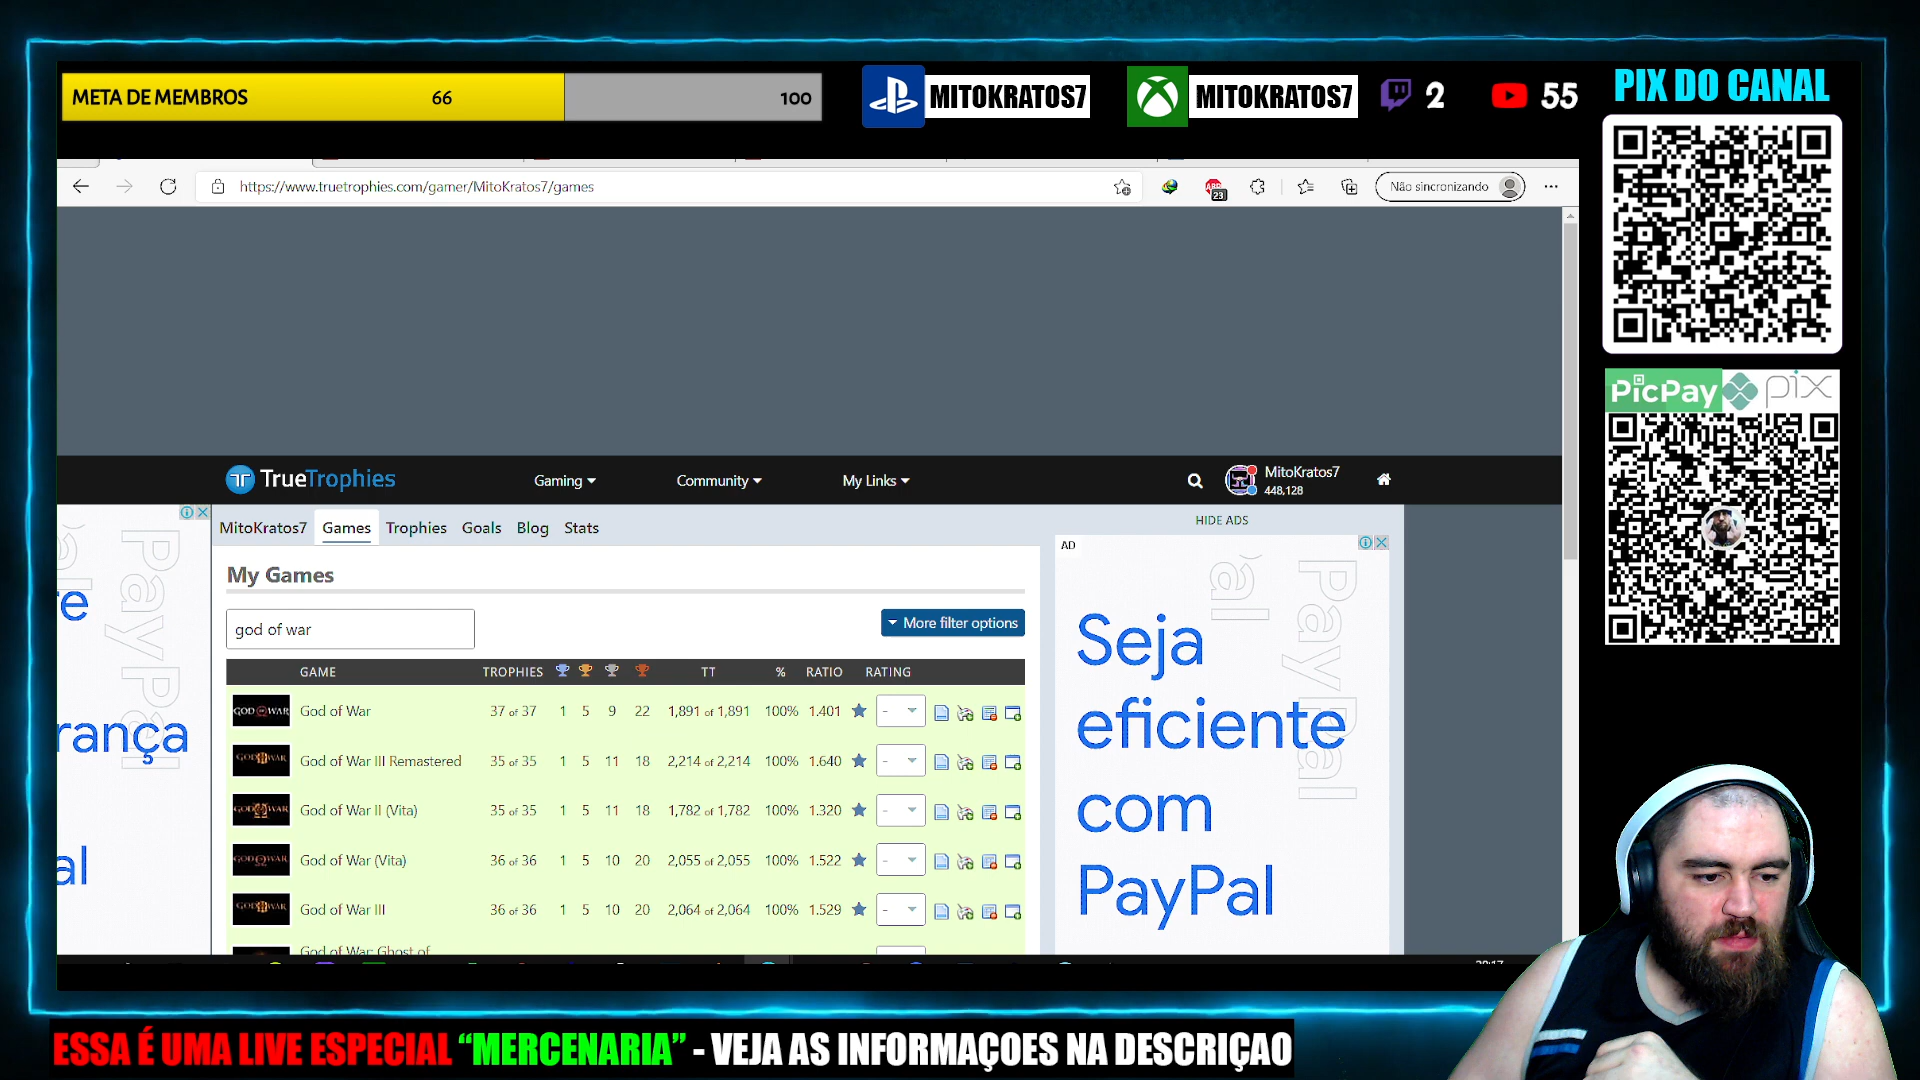 META DE MEMBROS 66 100
MITOKRATOS7
MITOKRATOS7
2
55
PIX DO CANAL
https://www.truetrophies.com/gamer/MitoKratos7/games
23
Não sincronizando
PicPay pix
TrueTrophies
Gaming
Community
My Links
MitoKratos7
448,128
MitoKratos7 Games Trophies Goals Blog Stats
HIDE ADS
My Games
god of war
More filter options
GAME TROPHIES TT % RATIO RATING
God of War 37 of 37 1 5 9 22 1,891 of 1,891 100% 1.401 -
God of War III Remastered 35 of 35 1 5 11 18 2,214 of 2,214 100% 1.640 -
God of War II (Vita) 35 of 35 1 5 11 18 1,782 of 1,782 100% 1.320 -
God of War (Vita) 36 of 36 1 5 10 20 2,055 of 2,055 100% 1.522 -
God of War III 36 of 36 1 5 10 20 2,064 of 2,064 100% 1.529 -
God of War: Ghost of
AD
PayPal
Seja
eficiente
com
PayPal
rança
al
ESSA É UMA LIVE ESPECIAL “MERCENARIA” - VEJA AS INFORMAÇOES NA DESCRIÇAO